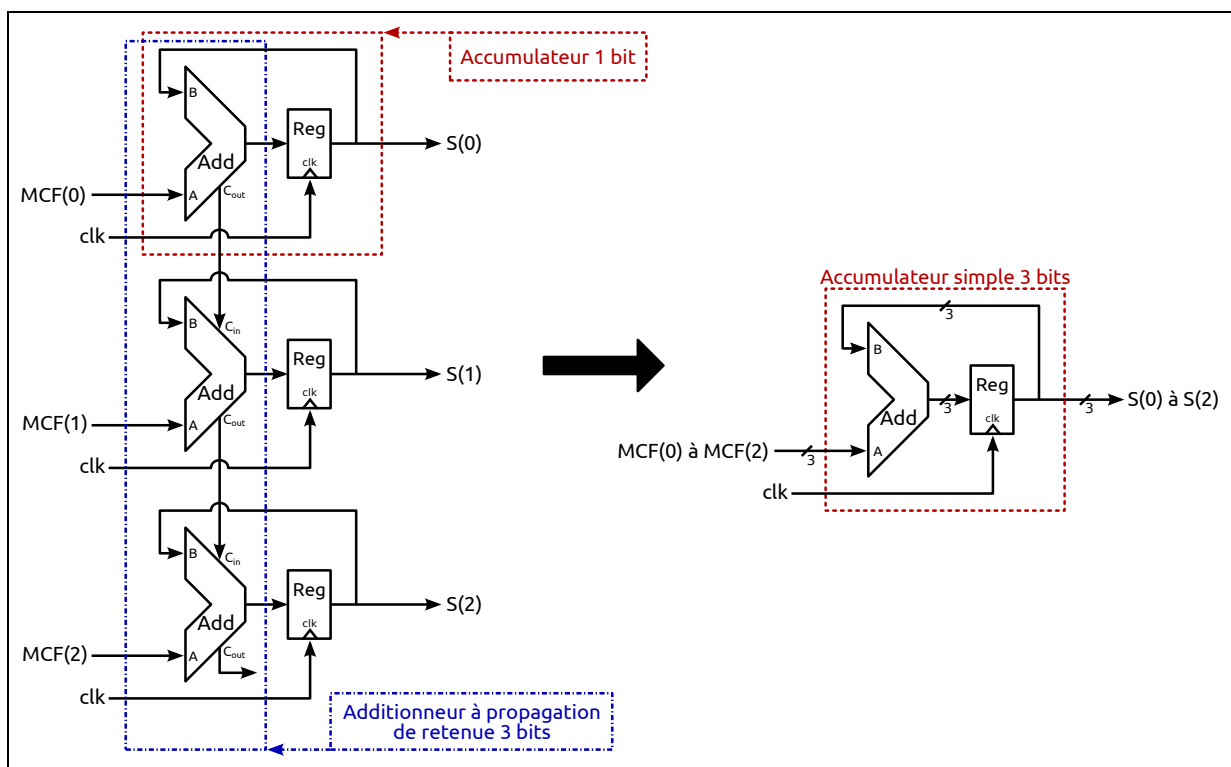 Accumulateur 1 bit
B
Reg
clk
Add
S(0)
MCF(0)
A
Cout
clk
B
Cin
Reg
clk
Add
S(1)
MCF(1)
A
Cout
clk
B
Cin
Reg
clk
Add
S(2)
MCF(2)
A
Cout
clk
Additionneur à propagation
de retenue 3 bits
Accumulateur simple 3 bits
3
B
Reg
clk
Add
3
3
S(0) à S(2)
MCF(0) à MCF(2)
3
A
clk